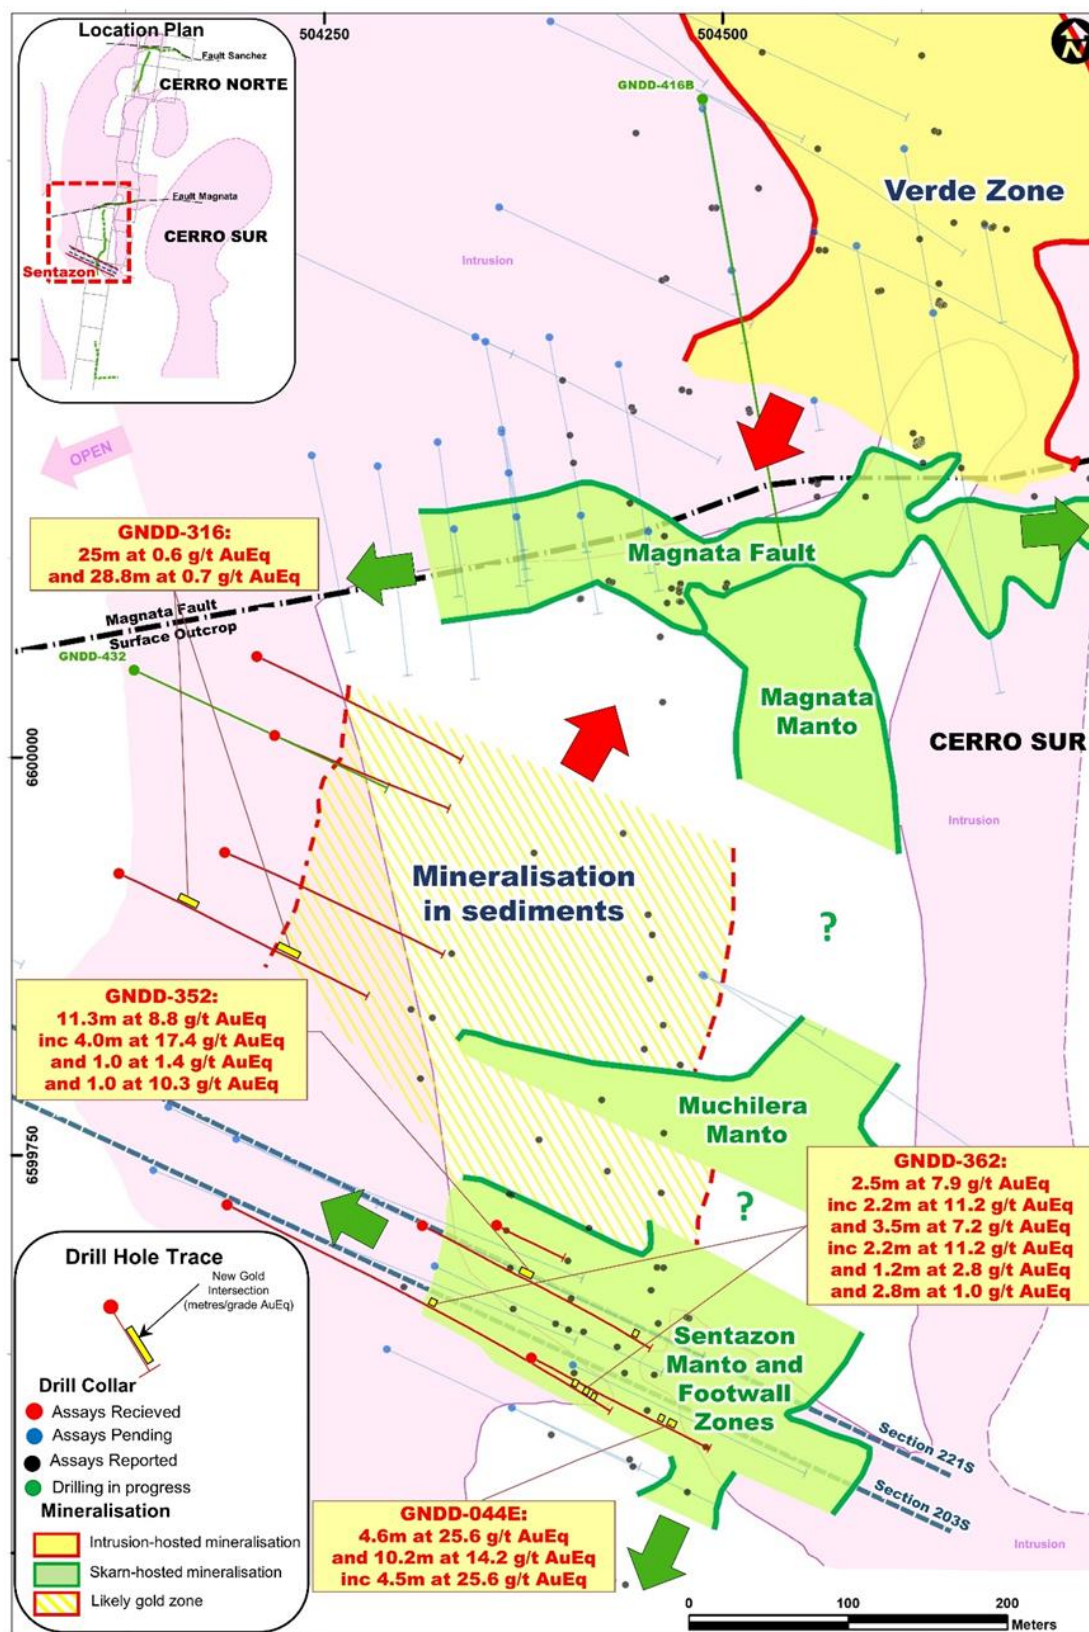 Location Plan
Fault Sanchez
CERRO NORTE
Fault Magnata
CERRO SUR
Sentazon
504250
504500
N
GNDD-416B
Verde Zone
Intrusion
OPEN
GNDD-316:
25m at 0.6 g/t AuEq
and 28.8m at 0.7 g/t AuEq
Magnata Fault
Magnata Fault
Surface Outcrop
GNDD-432
Magnata
Manto
CERRO SUR
6600000
Intrusion
Mineralisation
in sediments
?
GNDD-352:
11.3m at 8.8 g/t AuEq
inc 4.0m at 17.4 g/t AuEq
and 1.0 at 1.4 g/t AuEq
and 1.0 at 10.3 g/t AuEq
Muchilera
Manto
6599750
GNDD-362:
2.5m at 7.9 g/t AuEq
inc 2.2m at 11.2 g/t AuEq
and 3.5m at 7.2 g/t AuEq
inc 2.2m at 11.2 g/t AuEq
and 1.2m at 2.8 g/t AuEq
and 2.8m at 1.0 g/t AuEq
?
Sentazon
Manto and
Footwall
Zones
Section 221S
Section 203S
Drill Hole Trace
New Gold
Intersection
(metres/grade AuEq)
Drill Collar
Assays Recieved
Assays Pending
Assays Reported
Drilling in progress
Mineralisation
Intrusion-hosted mineralisation
Skarn-hosted mineralisation
Likely gold zone
GNDD-044E:
4.6m at 25.6 g/t AuEq
and 10.2m at 14.2 g/t AuEq
inc 4.5m at 25.6 g/t AuEq
Intrusion
0 100 200
Meters